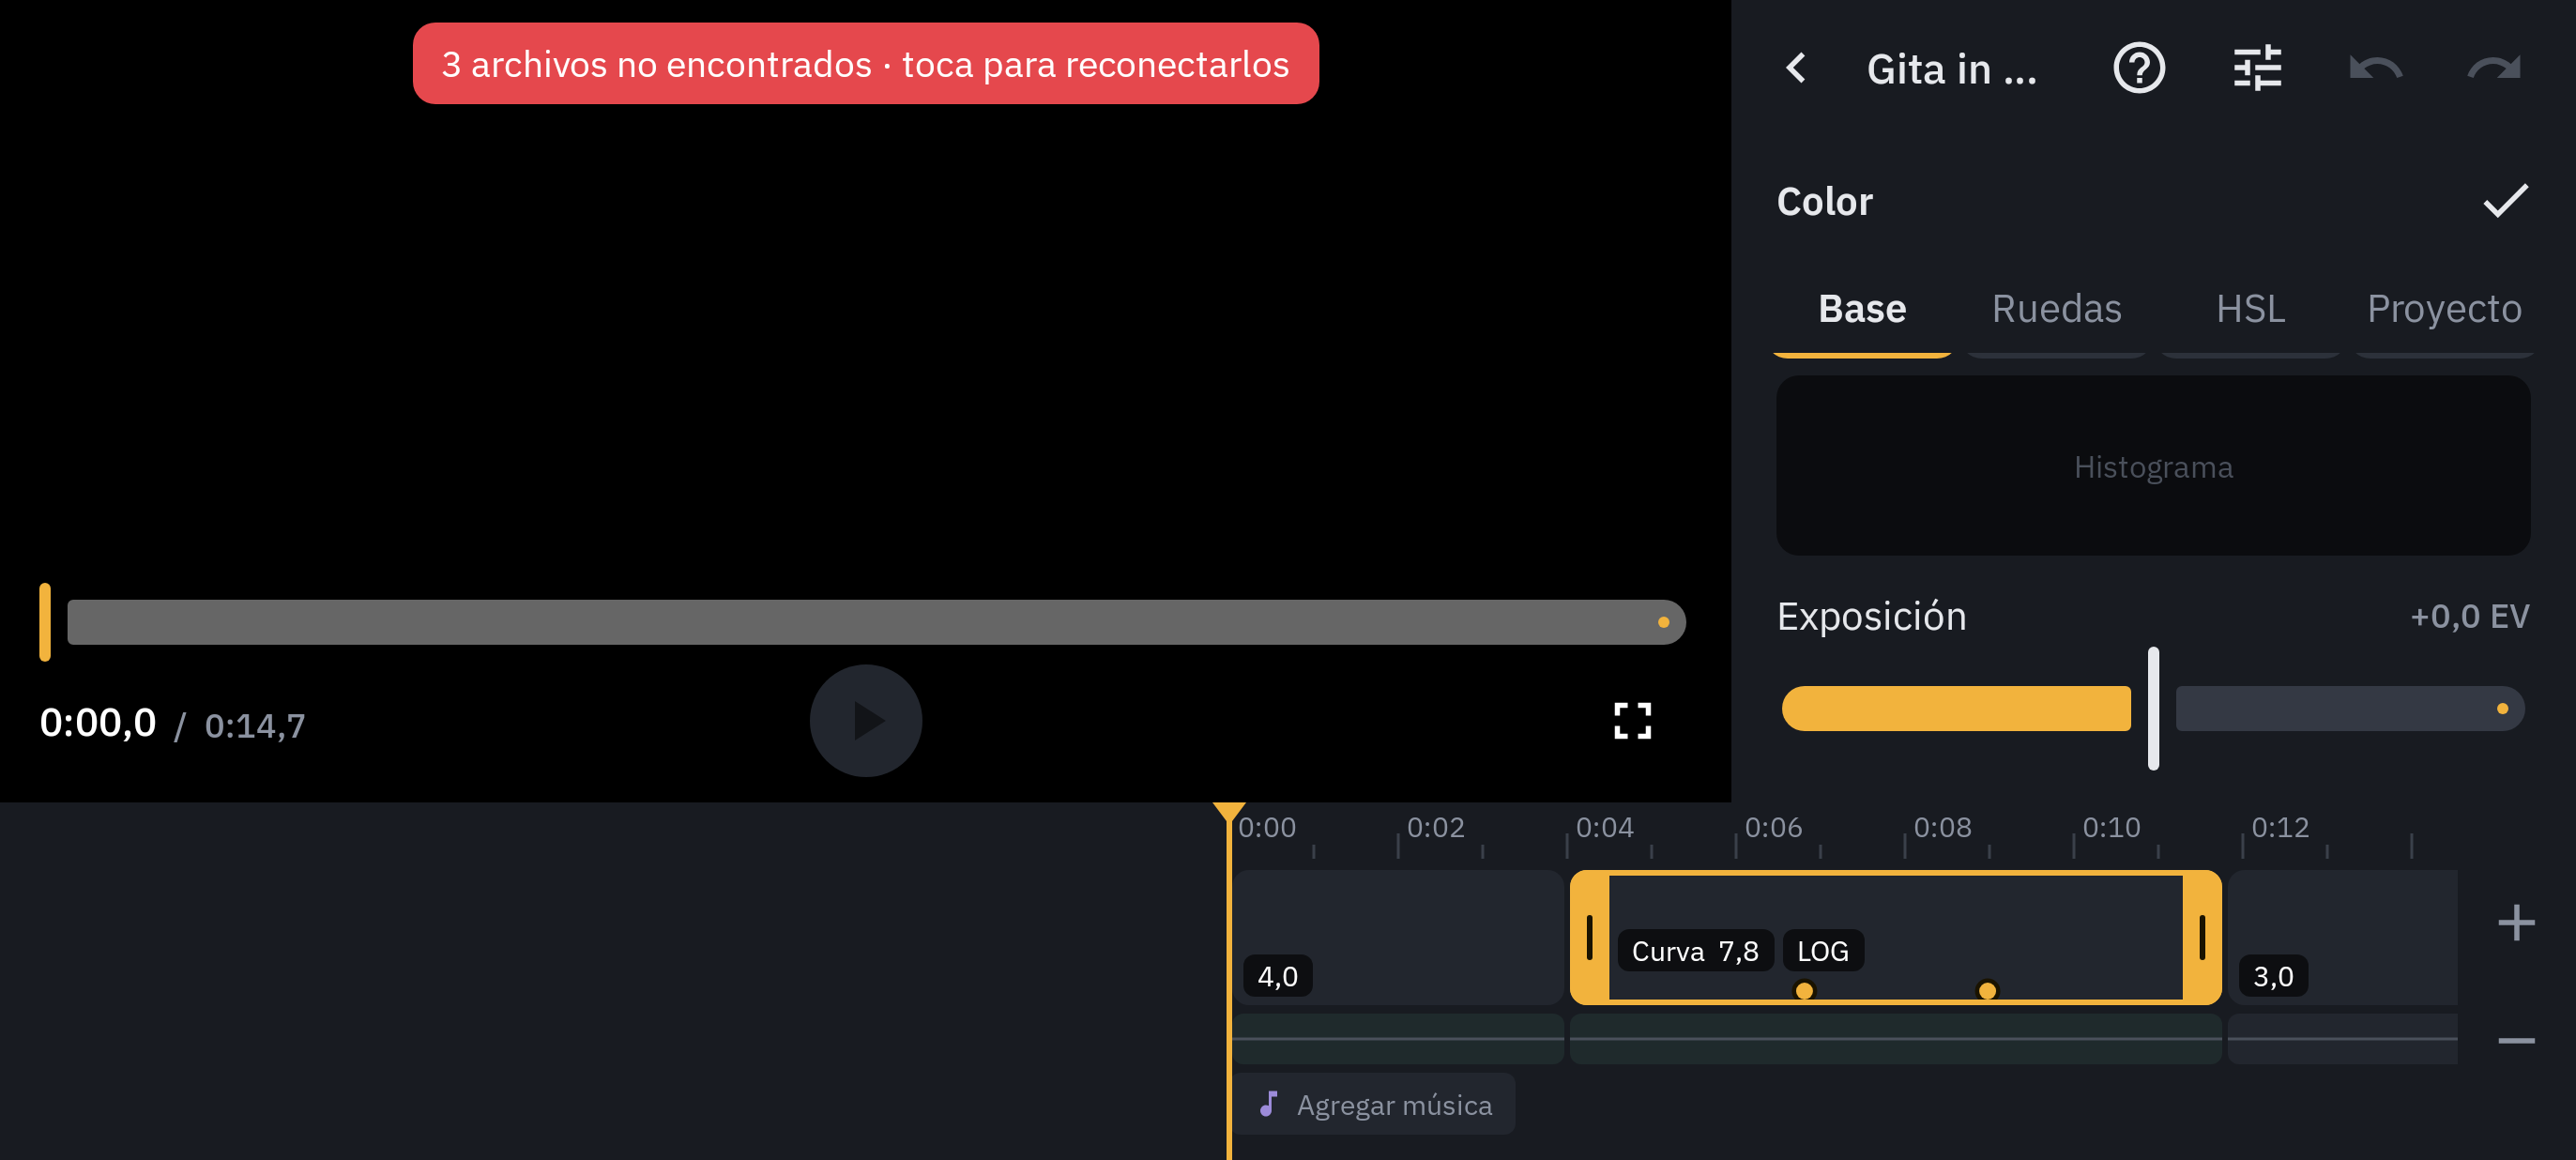 3 archivos no encontrados · toca para reconectarlos
Gita in ...
Color
Base Ruedas HSL Proyecto
Histograma
Exposición +0,0 EV
0:00,0 / 0:14,7
0:00 0:02 0:04 0:06 0:08 0:10 0:12
Curva 7,8 LOG
4,0 3,0
Agregar música